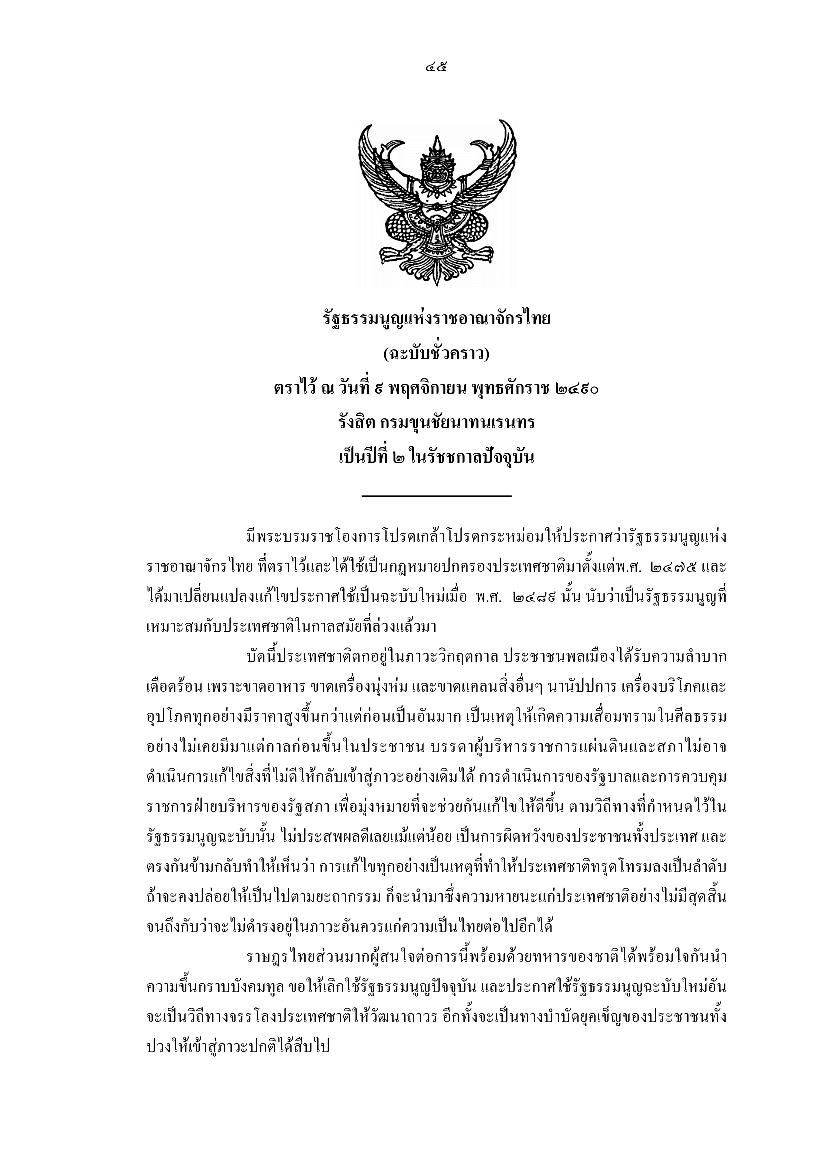 ๔๕
รัฐธรรมนูญแห่งราชอาณาจักรไทย
(ฉะบับชั่วคราว)
ตราไว้ ณ วันที่ ๙ พฤศจิกายน พุทธศักราช ๒๔๙๐
รังสิต กรมขุนชัยนาทนเรนทร
เป็นปีที่ ๒ ในรัชชกาลปัจจุบัน
มีพระบรมราชโองการโปรดเกล้าโปรดกระหม่อมให้ประกาศว่ารัฐธรรมนูญแห่ง
ราชอาณาจักรไทย ที่ตราไว้และได้ใช้เป็นกฎหมายปกครองประเทศชาติมาตั้งแต่พ.ศ. ๒๔๗๕ และ
ได้มาเปลี่ยนแปลงแก้ไขประกาศใช้เป็นฉะบับใหม่เมื่อ พ.ศ. ๒๔๘๙ นั้น นับว่าเป็นรัฐธรรมนูญที่
เหมาะสมกับประเทศชาติในกาลสมัยที่ล่วงแล้วมา
บัดนี้ประเทศชาติตกอยู่ในภาวะวิกฤตกาล ประชาชนพลเมืองได้รับความลำบาก
เดือดร้อน เพราะขาดอาหาร ขาดเครื่องนุ่งห่ม และขาดแคลนสิ่งอื่นๆ นานัปปการ เครื่องบริโภคและ
อุปโภคทุกอย่างมีราคาสูงขึ้นกว่าแต่ก่อนเป็นอันมาก เป็นเหตุให้เกิดความเสื่อมทรามในศีลธรรม
อย่างไม่เคยมีมาแต่กาลก่อนขึ้นในประชาชน บรรดาผู้บริหารราชการแผ่นดินและสภาไม่อาจ
ดำเนินการแก้ไขสิ่งที่ไม่ดีให้กลับเข้าสู่ภาวะอย่างเดิมได้ การดำเนินการของรัฐบาลและการควบคุม
ราชการฝ่ายบริหารของรัฐสภา เพื่อมุ่งหมายที่จะช่วยกันแก้ไขให้ดีขึ้น ตามวิถีทางที่กำหนดไว้ใน
รัฐธรรมนูญฉะบับนั้น ไม่ประสพผลดีเลยแม้แต่น้อย เป็นการผิดหวังของประชาชนทั้งประเทศ และ
ตรงกันข้ามกลับทำให้เห็นว่า การแก้ไขทุกอย่างเป็นเหตุที่ทำให้ประเทศชาติทรุดโทรมลงเป็นลำดับ
ถ้าจะคงปล่อยให้เป็นไปตามยะถากรรม ก็จะนำมาซึ่งความหายนะแก่ประเทศชาติอย่างไม่มีสุดสิ้น
จนถึงกับว่าจะไม่ดำรงอยู่ในภาวะอันควรแก่ความเป็นไทยต่อไปอีกได้
ราษฎรไทยส่วนมากผู้สนใจต่อการนี้พร้อมด้วยทหารของชาติได้พร้อมใจกันนำ
ความขึ้นกราบบังคมทูล ขอให้เลิกใช้รัฐธรรมนูญปัจจุบัน และประกาศใช้รัฐธรรมนูญฉะบับใหม่อัน
จะเป็นวิถีทางจรรโลงประเทศชาติให้วัฒนาถาวร อีกทั้งจะเป็นทางบำบัดยุคเข็ญของประชาชนทั้ง
ปวงให้เข้าสู่ภาวะปกติได้สืบไป